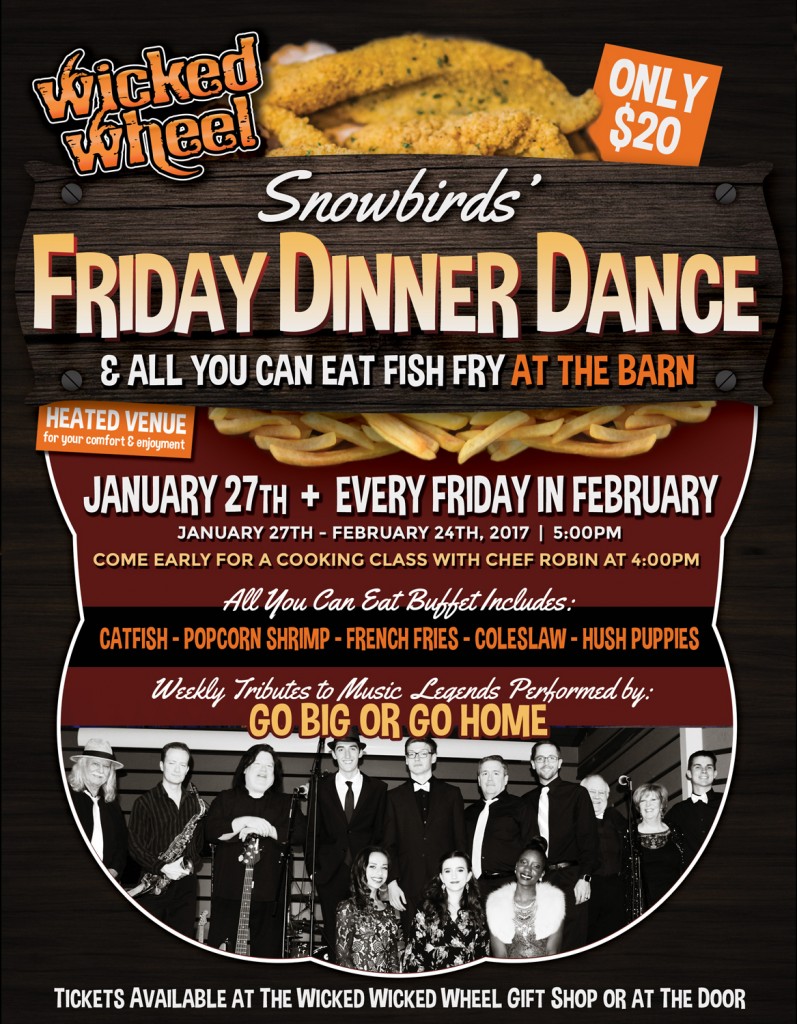 Wicked
Wheel
ONLY
$20
Snowbirds'
FRIDAY DINNER DANCE
& ALL YOU CAN EAT FISH FRY AT THE BARN
HEATED VENUE
for your comfort & enjoyment
JANUARY 27TH + EVERY FRIDAY IN FEBRUARY
JANUARY 27TH - FEBRUARY 24TH, 2017 | 5:00PM
COME EARLY FOR A COOKING CLASS WITH CHEF ROBIN AT 4:00PM
All You Can Eat Buffet Includes:
CATFISH - POPCORN SHRIMP - FRENCH FRIES - COLESLAW - HUSH PUPPIES
Weekly Tributes to Music Legends Performed by:
GO BIG OR GO HOME
TICKETS AVAILABLE AT THE WICKED WICKED WHEEL GIFT SHOP OR AT THE DOOR